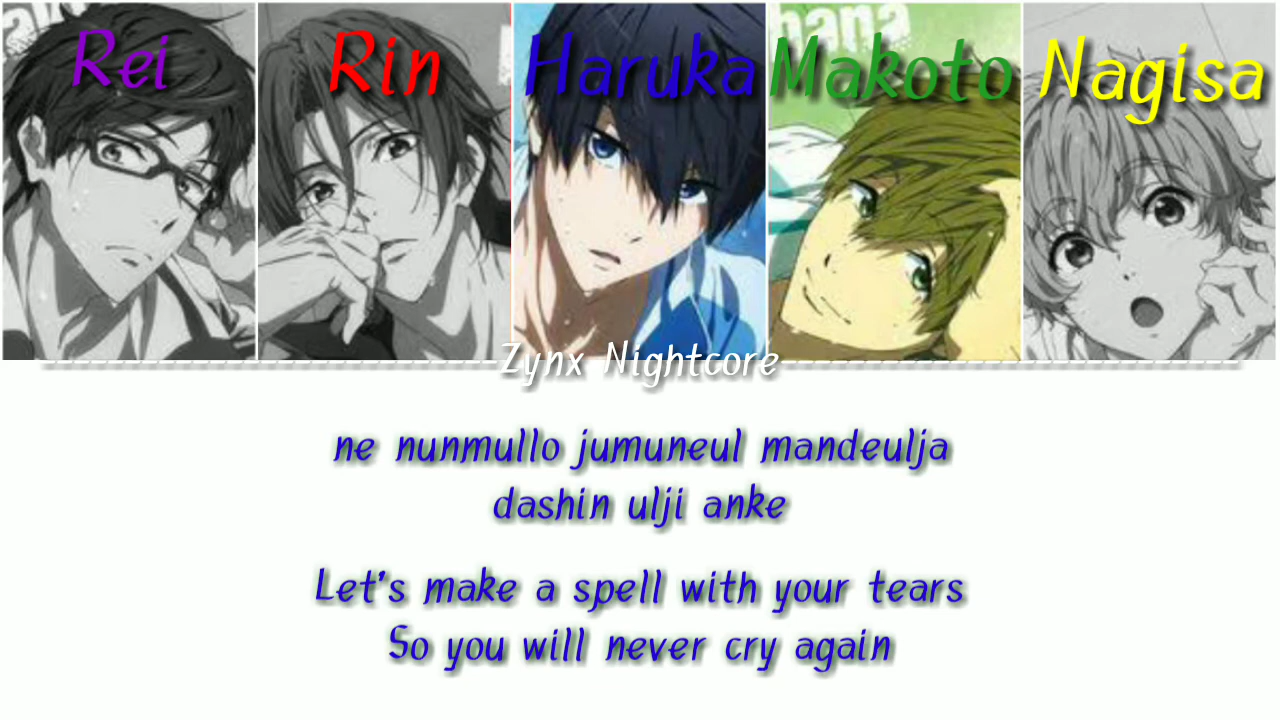 Rei Rin Haruka Makoto Nagisa
Zynx Nightcore
ne nunmullo jumuneul mandeulja
dashin ulji anke
Let's make a spell with your tears
So you will never cry again